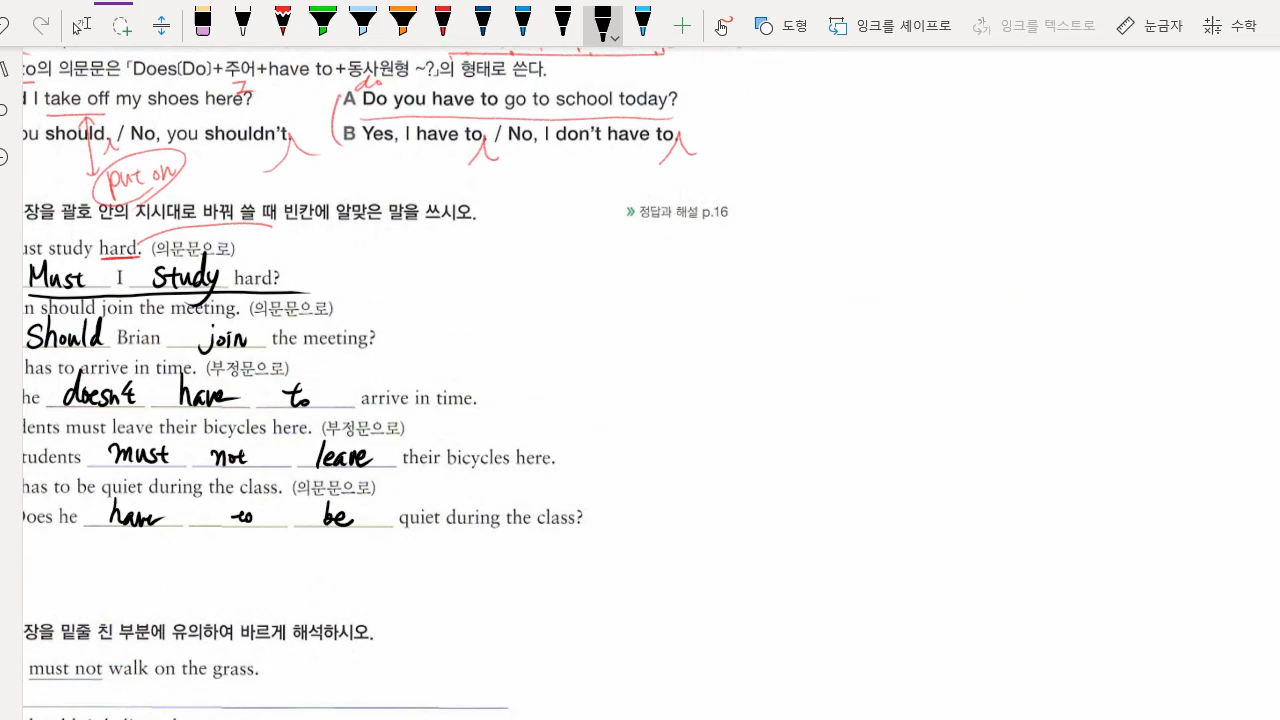 도형 잉크를 셰이프로 잉크를 텍스트로 눈금자 수학
to의 의문문은 「Does(Do)+주어+have to+동사원형 ~?」의 형태로 쓴다.
do
I take off my shoes here?
A Do you have to go to school today?
should. / No, you shouldn't.
B Yes, I have to. / No, I don't have to.
put on
장을 괄호 안의 지시대로 바꿔 쓸 때 빈칸에 알맞은 말을 쓰시오.
» 정답과 해설 p.16
ust study hard. (의문문으로)
Must I study hard?
n should join the meeting. (의문문으로)
Should Brian join the meeting?
has to arrive in time. (부정문으로)
he doesn't have to arrive in time.
dents must leave their bicycles here. (부정문으로)
tudents must not leave their bicycles here.
has to be quiet during the class. (의문문으로)
Does he have to be quiet during the class?
장을 밑줄 친 부분에 유의하여 바르게 해석하시오.
must not walk on the grass.